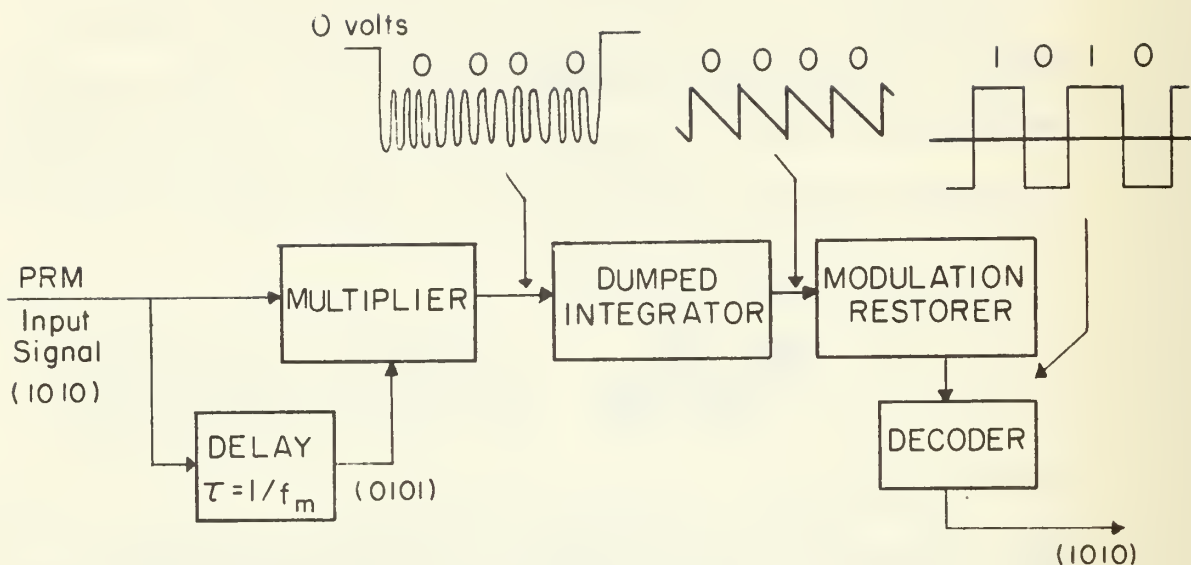 0 volts
0 0 0 0
0 0 0 0
1 0 1 0
PRM
Input
Signal
(1010)
MULTIPLIER
DUMPED
INTEGRATOR
MODULATION
RESTORER
DELAY
τ = 1/fm
(0101)
DECODER
(1010)